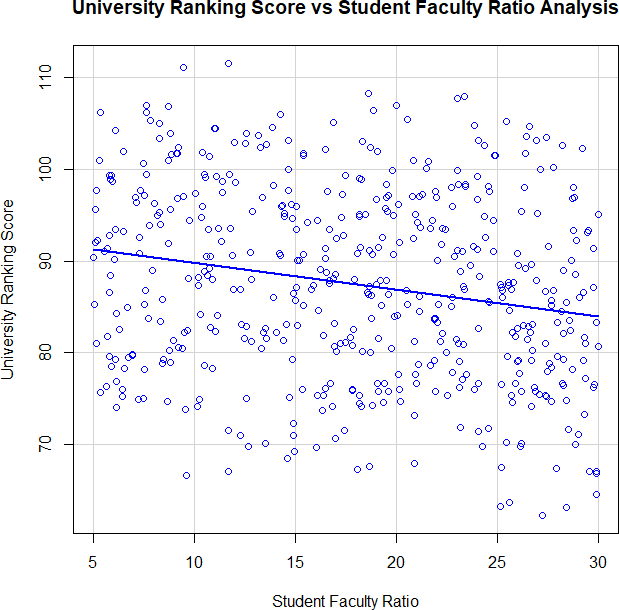 University Ranking Score vs Student Faculty Ratio Analysis
University Ranking Score
110
100
90
80
70
5 10 15 20 25 30
Student Faculty Ratio